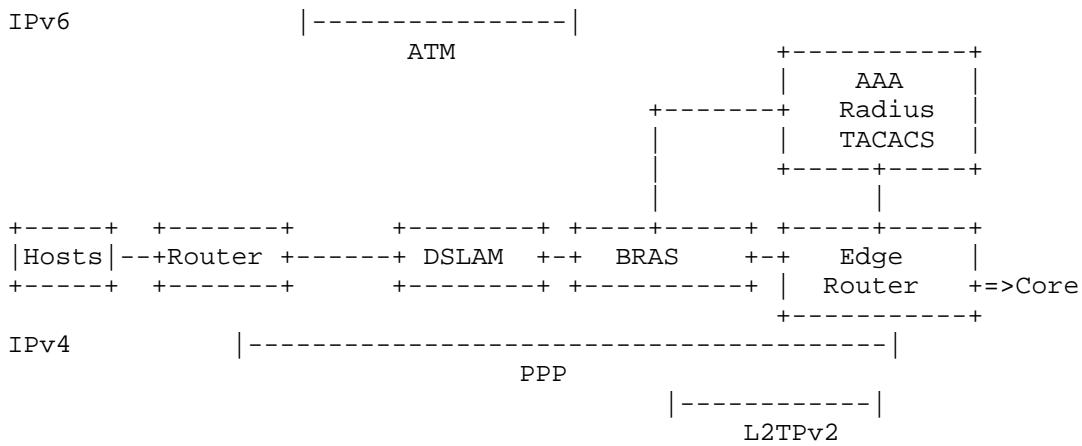 IPv6 |----------------|
ATM
+-----------+
| AAA |
+-------+ Radius |
| | TACACS |
| +-----+-----+
| |
+-----+ +-------+ +--------+ +----+-----+ +-----+-----+
|Hosts|--+Router +------+ DSLAM +-+ BRAS +-+ Edge |
+-----+ +-------+ +--------+ +----------+ | Router +=>Core
+-----------+
IPv4 |------------------------------------------|
PPP
|------------|
L2TPv2